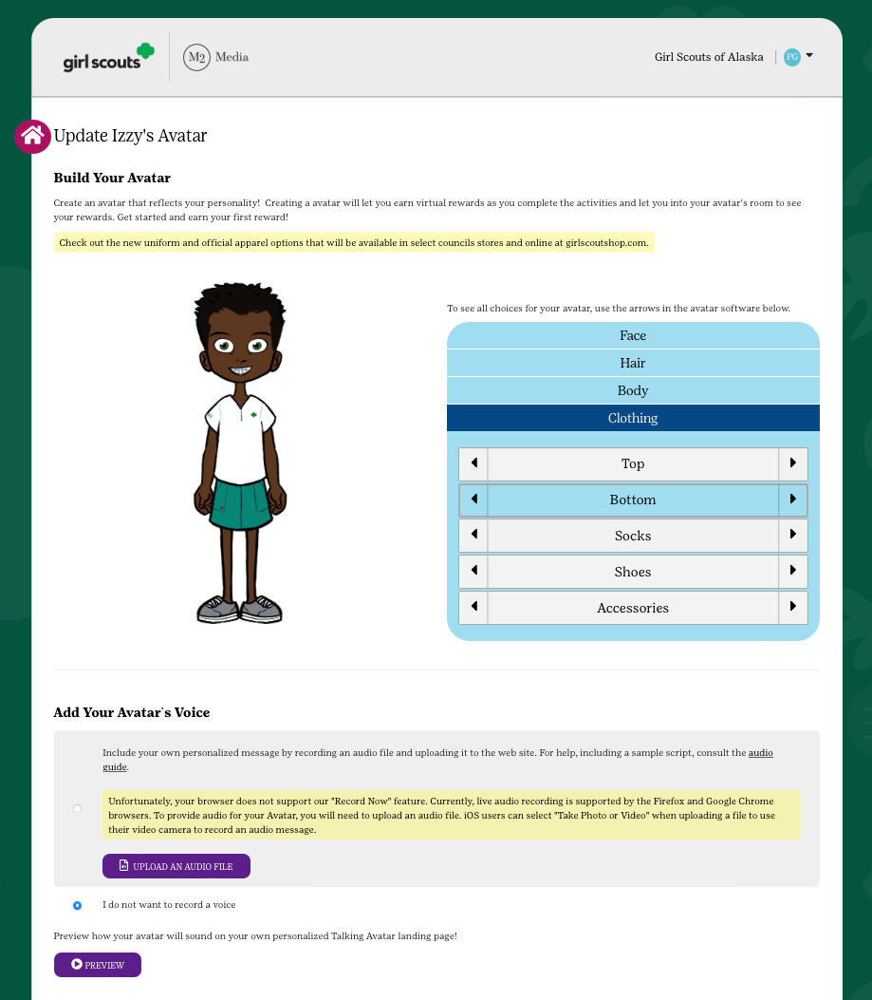 girl scouts
M2 Media
Girl Scouts of Alaska
PG
Update Izzy's Avatar
Build Your Avatar
Create an avatar that reflects your personality!  Creating a avatar will let you earn virtual rewards as you complete the activities and let you into your avatar's room to see
your rewards. Get started and earn your first reward!
Check out the new uniform and official apparel options that will be available in select councils stores and online at girlscoutshop.com.
To see all choices for your avatar, use the arrows in the avatar software below.
Face
Hair
Body
Clothing
Top
Bottom
Socks
Shoes
Accessories
Add Your Avatar's Voice
Include your own personalized message by recording an audio file and uploading it to the web site. For help, including a sample script, consult the audio
guide.
Unfortunately, your browser does not support our "Record Now" feature. Currently, live audio recording is supported by the Firefox and Google Chrome
browsers. To provide audio for your Avatar, you will need to upload an audio file. iOS users can select "Take Photo or Video" when uploading a file to use
their video camera to record an audio message.
UPLOAD AN AUDIO FILE
I do not want to record a voice
Preview how your avatar will sound on your own personalized Talking Avatar landing page!
PREVIEW